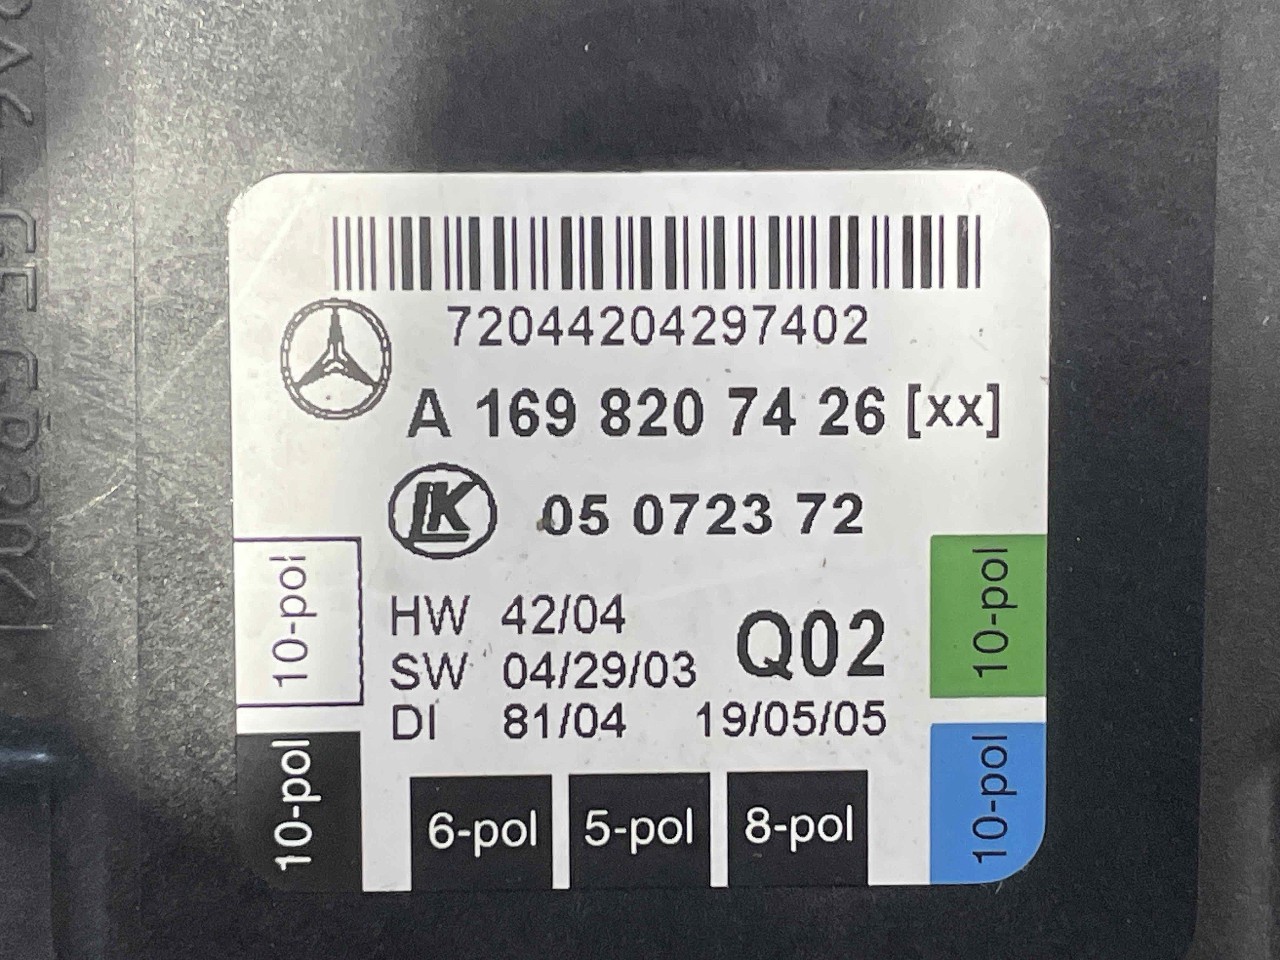 72044204297402
A 169 820 74 26 [xx]
LK 05 0723 72
HW 42/04
SW 04/29/03
Q02
DI 81/04 19/05/05
10-pol
10-pol
10-pol
10-pol
6-pol
5-pol
8-pol